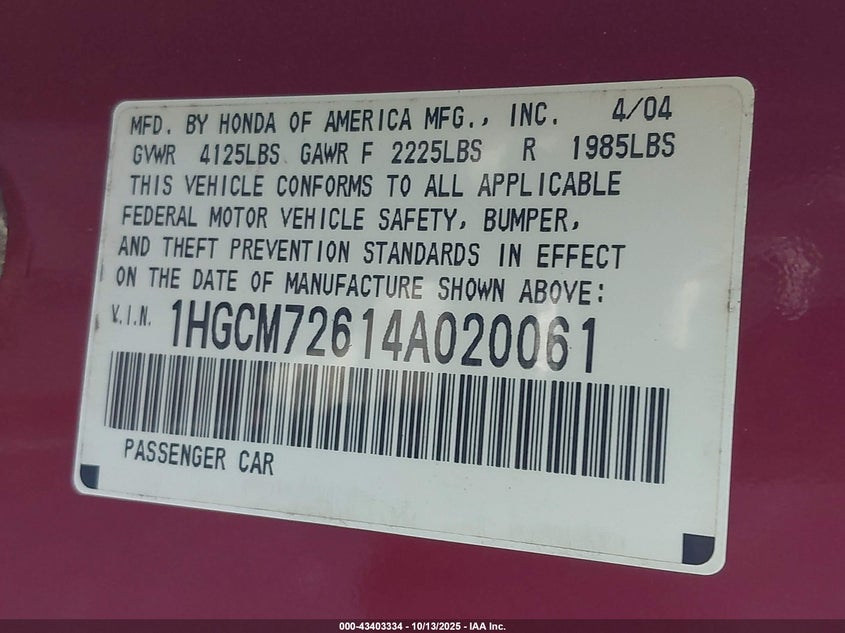 MFD. BY HONDA OF AMERICA MFG., INC. 4/04
GVWR 4125LBS GAWR F 2225LBS R 1985LBS
THIS VEHICLE CONFORMS TO ALL APPLICABLE
FEDERAL MOTOR VEHICLE SAFETY, BUMPER,
AND THEFT PREVENTION STANDARDS IN EFFECT
ON THE DATE OF MANUFACTURE SHOWN ABOVE:
V.I.N. 1HGCM72614A020061
PASSENGER CAR
000-43403334 - 10/13/2025 - IAA Inc.